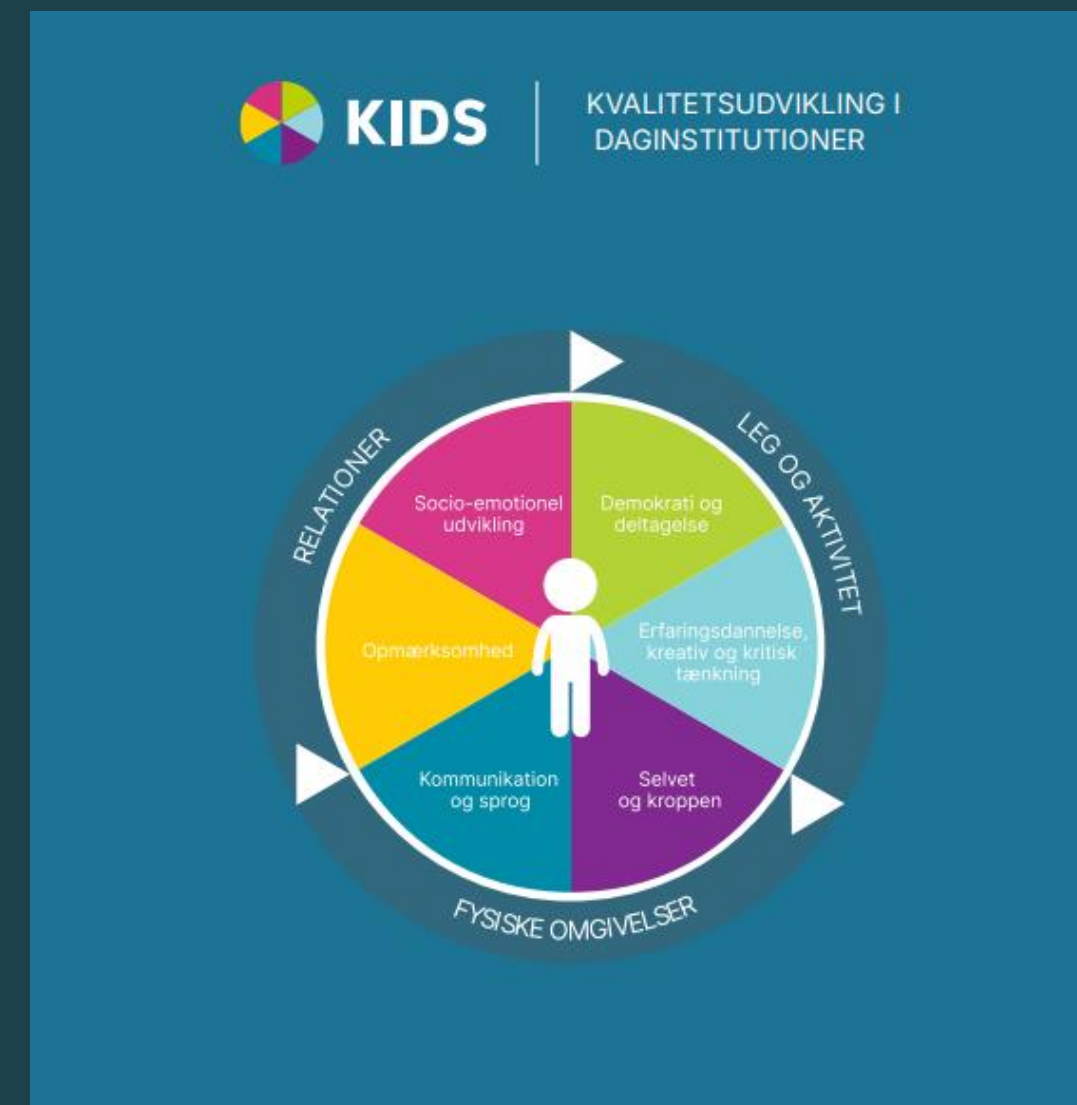 KIDS
KVALITETSUDVIKLING I
DAGINSTITUTIONER
RELATIONER
LEG OG AKTIVITET
Socio-emotionel
udvikling
Demokrati og
deltagelse
Opmærksomhed
Erfaringsdannelse,
kreativ og kritisk
tænkning
Kommunikation
og sprog
Selvet
og kroppen
FYSISKE OMGIVELSER